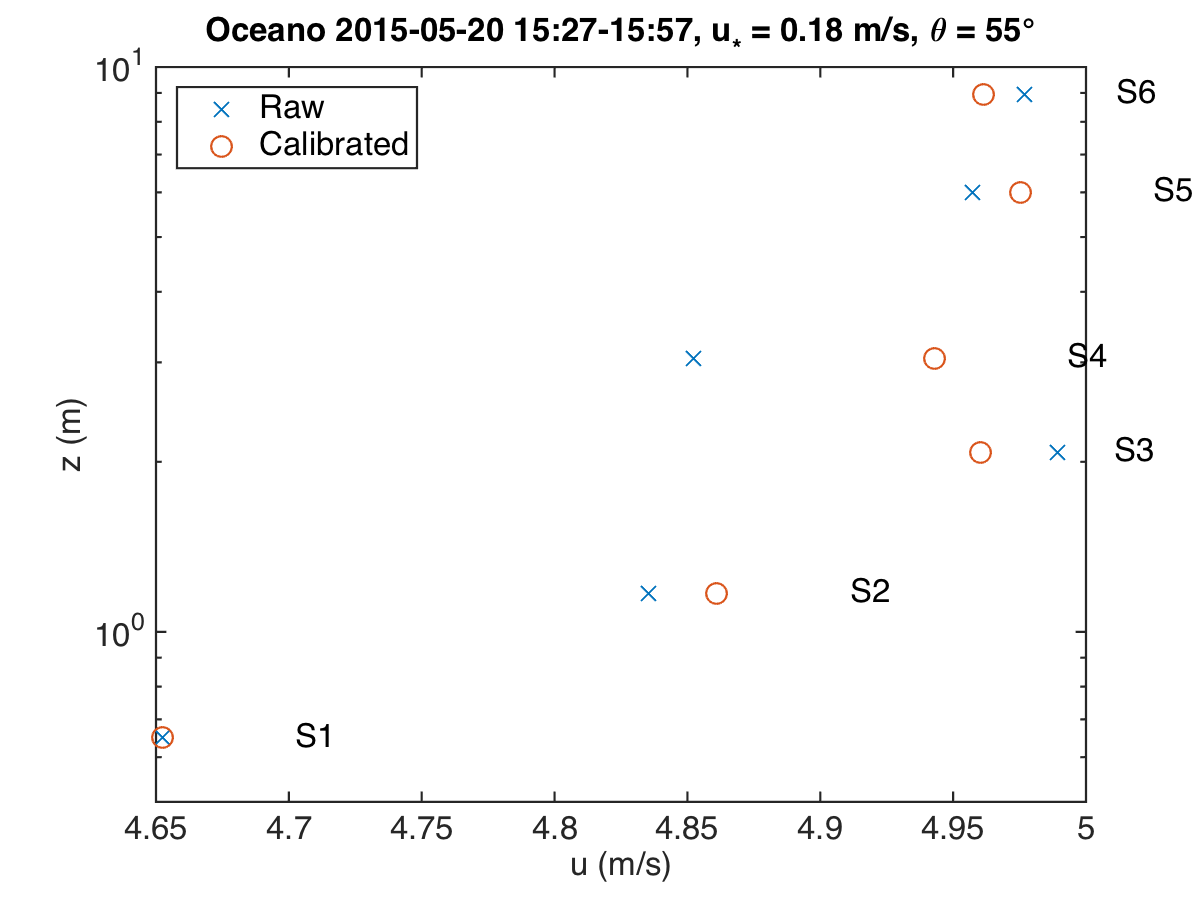 Oceano 2015-05-20 15:27-15:57, u* = 0.18 m/s, θ = 55°
10¹
S6
Raw
Calibrated
S5
S4
z (m)
S3
S2
10⁰
S1
4.65 4.7 4.75 4.8 4.85 4.9 4.95 5
u (m/s)